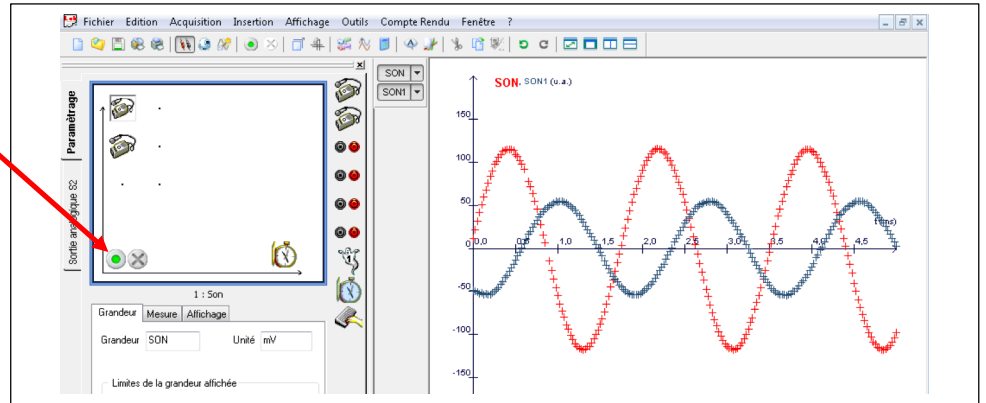 Fichier Edition Acquisition Insertion Affichage Outils Compte Rendu Fenêtre ?
Paramétrage
Sortie analogique S2
1 : Son
Grandeur Mesure Affichage
Grandeur SON Unité mV
Limites de la grandeur affichée
SON
SON1
SON, SON1 (u.a.)
150
100
50
0
-50
-100
-150
0,0 0,5 1,0 1,5 2,0 2,5 3,0 3,5 4,0 4,5
t (ms)